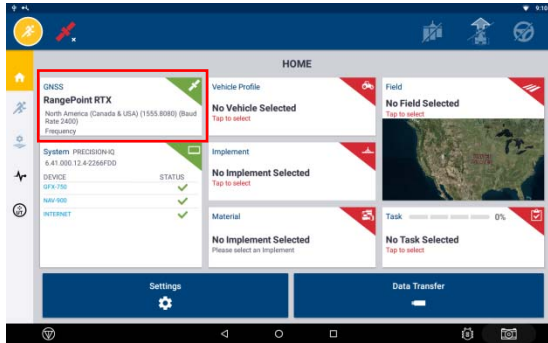 9:10
HOME
GNSS
RangePoint RTX
North America (Canada & USA) (1555.8080) (Baud
Rate 2400)
Frequency
Vehicle Profile
No Vehicle Selected
Tap to select
Field
No Field Selected
Tap to select
System PRECISION-IQ
6.41.000.12.4-2266FDD
DEVICE STATUS
GFX-750
NAV-900
INTERNET
Implement
No Implement Selected
Tap to select
Material
No Implement Selected
Please select an Implement
Task 0%
No Task Selected
Tap to select
Settings
Data Transfer